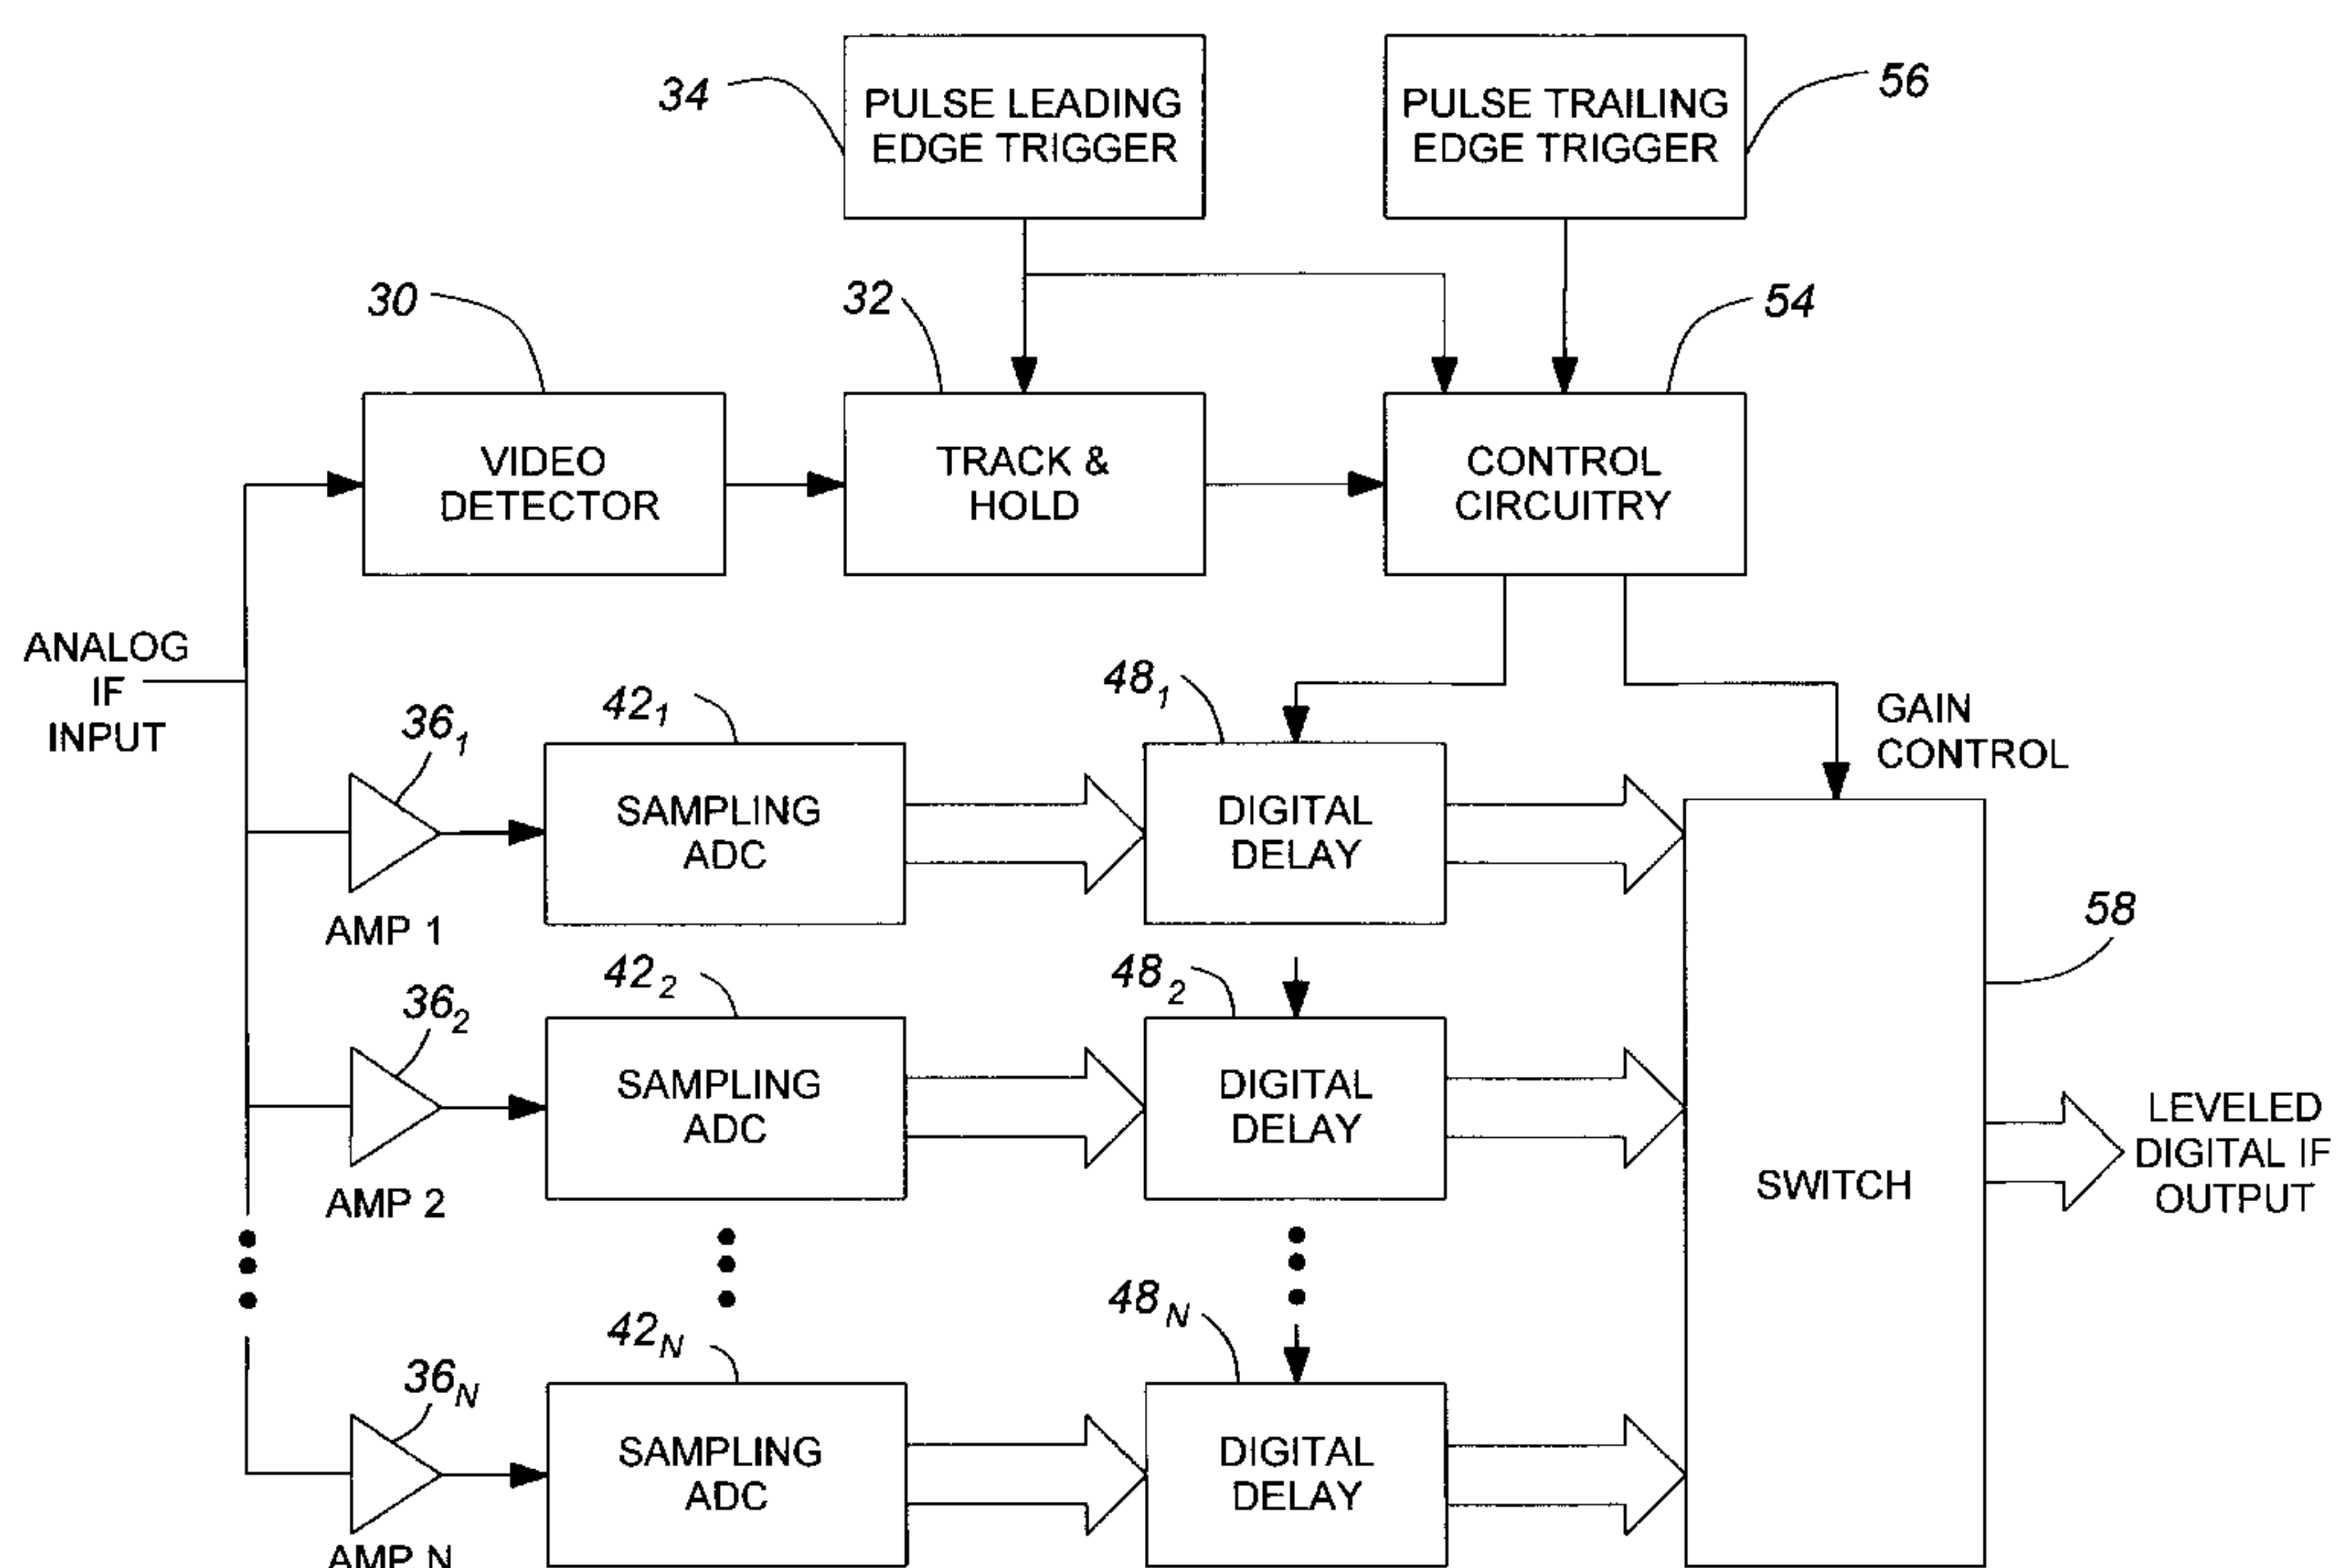 34
PULSE LEADING
EDGE TRIGGER
PULSE TRAILING
EDGE TRIGGER
56
30
32
54
VIDEO
DETECTOR
TRACK &
HOLD
CONTROL
CIRCUITRY
ANALOG
IF
INPUT
36₁
42₁
48₁
GAIN
CONTROL
SAMPLING
ADC
DIGITAL
DELAY
AMP 1
58
36₂
42₂
48₂
SAMPLING
ADC
DIGITAL
DELAY
AMP 2
SWITCH
LEVELED
DIGITAL IF
OUTPUT
36N
42N
48N
SAMPLING
ADC
DIGITAL
DELAY
AMP N